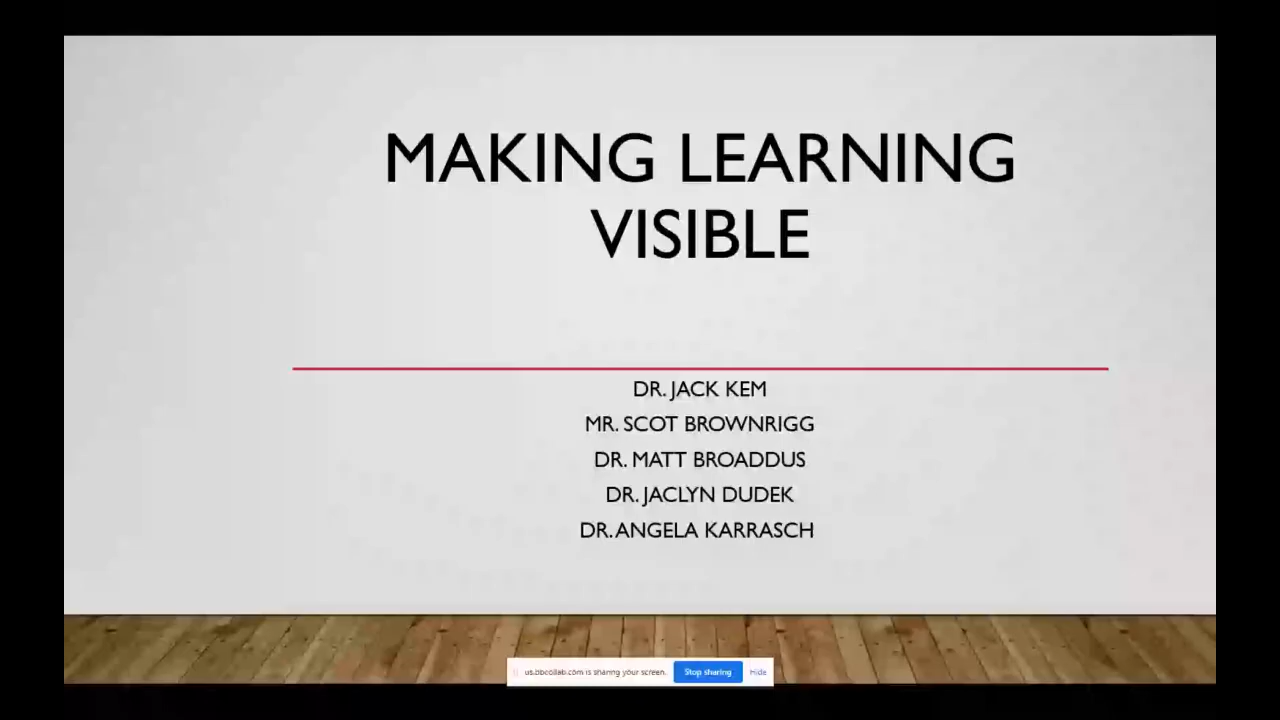 MAKING LEARNING
VISIBLE
DR. JACK KEM
MR. SCOT BROWNRIGG
DR. MATT BROADDUS
DR. JACLYN DUDEK
DR. ANGELA KARRASCH
us.bbcollab.com is sharing your screen. Stop sharing Hide